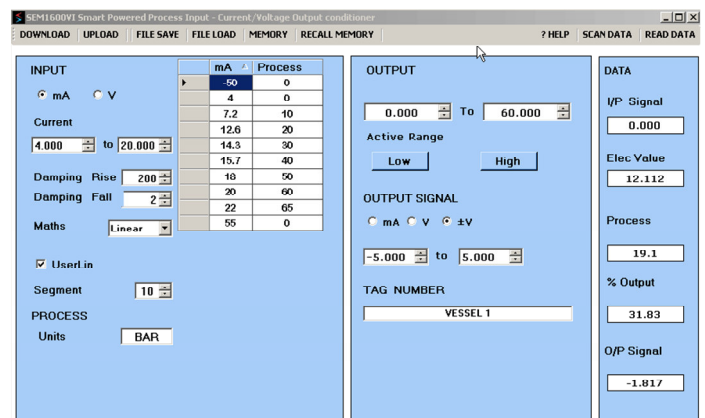 SEM1600VI Smart Powered Process Input - Current/Voltage Output conditioner
DOWNLOAD UPLOAD FILE SAVE FILE LOAD MEMORY RECALL MEMORY ? HELP SCAN DATA READ DATA
INPUT
mA V
Current
4.000 to 20.000
Damping Rise 200
Damping Fall 2
Maths Linear
UserLin
Segment 10
PROCESS
Units BAR
mA Process
-50 0
4 0
7.2 10
12.6 20
14.3 30
15.7 40
18 50
20 60
22 65
55 0
OUTPUT
0.000 To 60.000
Active Range
Low High
OUTPUT SIGNAL
mA V ±V
-5.000 to 5.000
TAG NUMBER
VESSEL 1
DATA
I/P Signal
0.000
Elec Value
12.112
Process
19.1
% Output
31.83
O/P Signal
-1.817